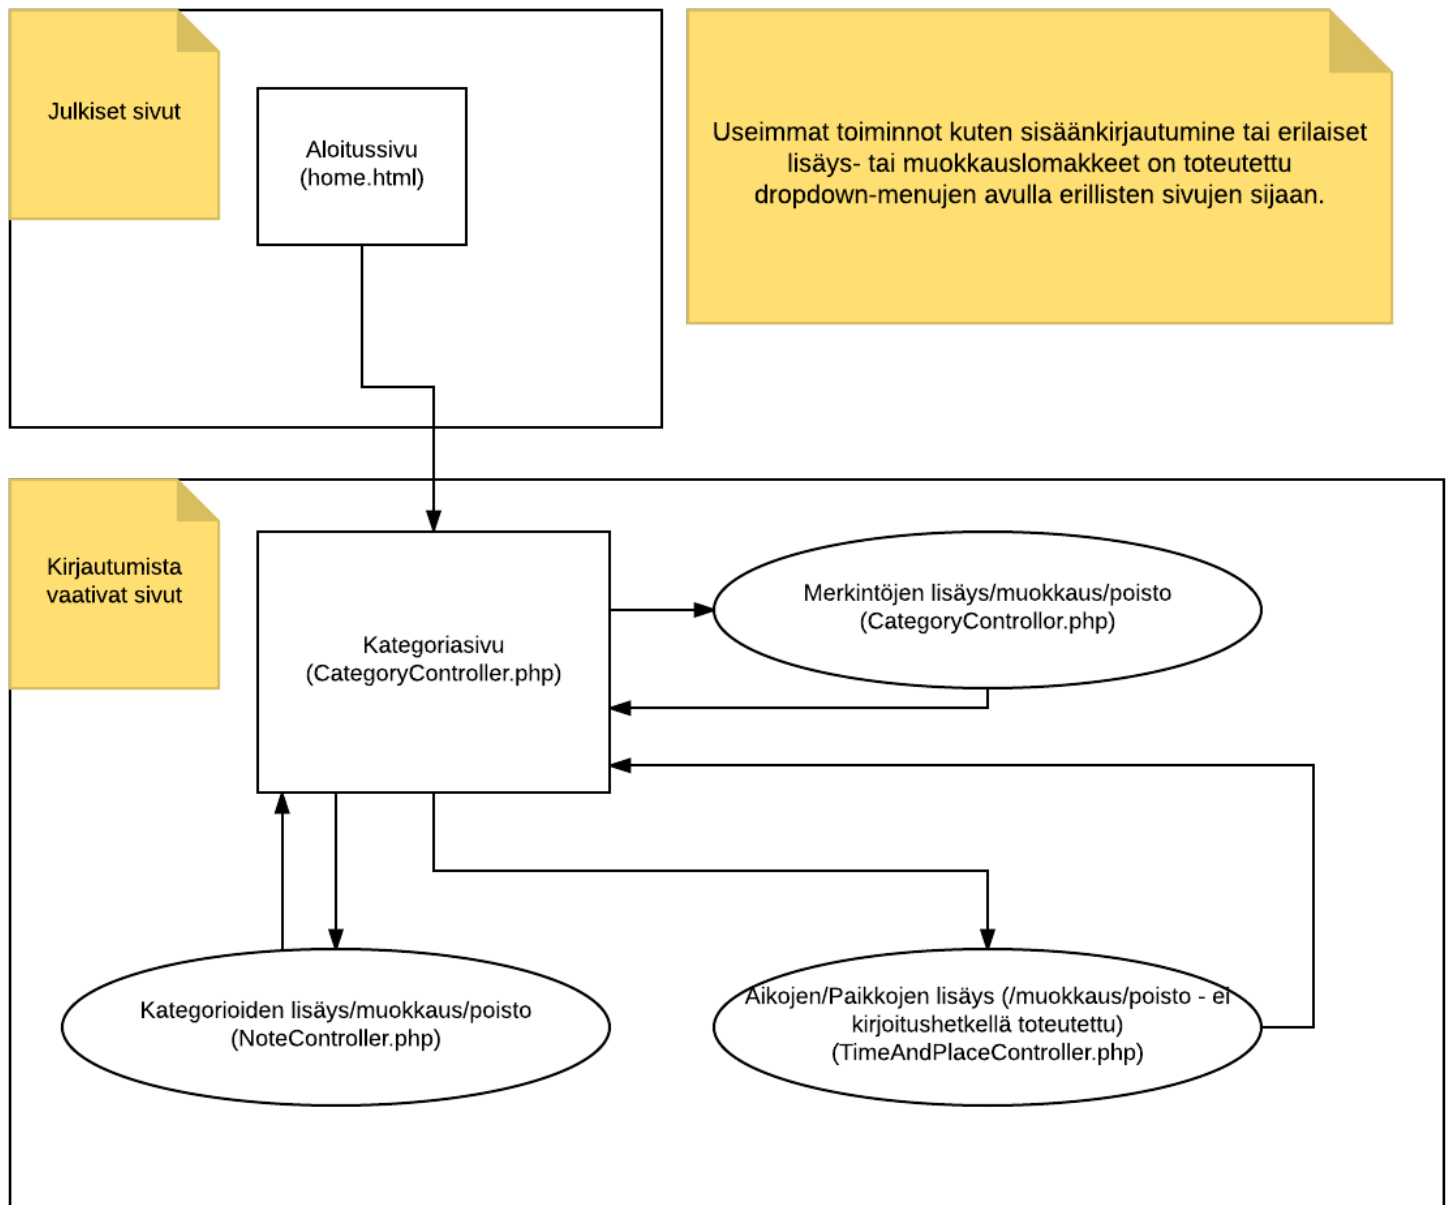 Julkiset sivut
Aloitussivu
(home.html)
Useimmat toiminnot kuten sisäänkirjautumine tai erilaiset
lisäys- tai muokkauslomakkeet on toteutettu
dropdown-menujen avulla erillisten sivujen sijaan.
Kirjautumista
vaativat sivut
Kategoriasivu
(CategoryController.php)
Merkintöjen lisäys/muokkaus/poisto
(CategoryControllor.php)
Kategorioiden lisäys/muokkaus/poisto
(NoteController.php)
Aikojen/Paikkojen lisäys (/muokkaus/poisto - ei
kirjoitushetkellä toteutettu)
(TimeAndPlaceController.php)